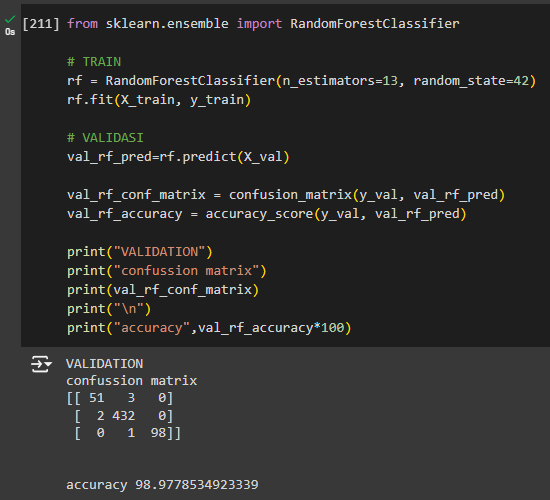 [211] from sklearn.ensemble import RandomForestClassifier
0s
# TRAIN
rf = RandomForestClassifier(n_estimators=13, random_state=42)
rf.fit(X_train, y_train)
# VALIDASI
val_rf_pred=rf.predict(X_val)
val_rf_conf_matrix = confusion_matrix(y_val, val_rf_pred)
val_rf_accuracy = accuracy_score(y_val, val_rf_pred)
print("VALIDATION")
print("confussion matrix")
print(val_rf_conf_matrix)
print("\n")
print("accuracy",val_rf_accuracy*100)
VALIDATION
confussion matrix
[[ 51   3   0]
 [  2 432   0]
 [  0   1  98]]
accuracy 98.9778534923339